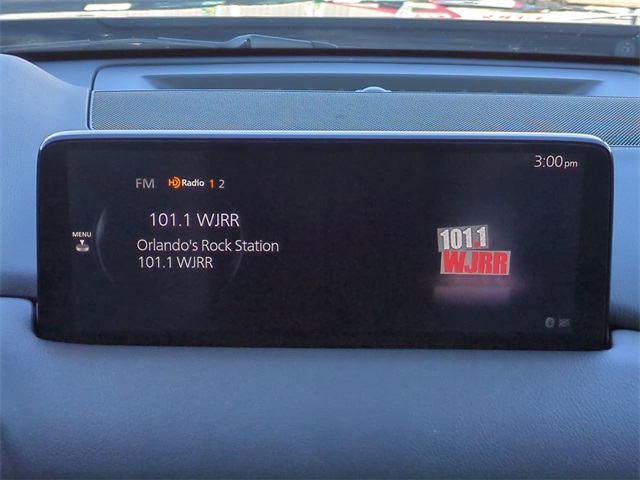 3:00pm
FM HD Radio 1 2
101.1 WJRR
MENU
Orlando's Rock Station
101.1 WJRR
101.1
WJRR